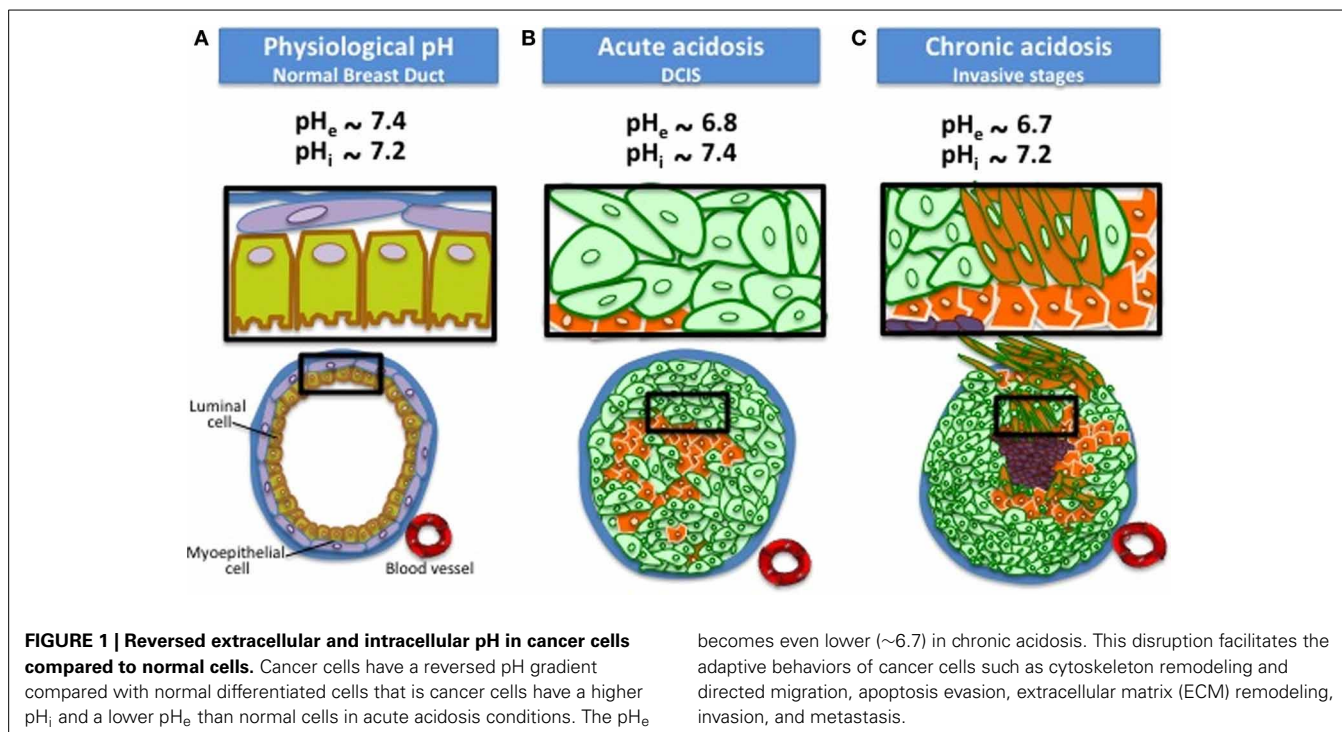 A
Physiological pH
Normal Breast Duct
pHe ~ 7.4
pHi ~ 7.2
Luminal
cell
Myoepithelial
cell
Blood vessel
B
Acute acidosis
DCIS
pHe ~ 6.8
pHi ~ 7.4
C
Chronic acidosis
Invasive stages
pHe ~ 6.7
pHi ~ 7.2
FIGURE 1 | Reversed extracellular and intracellular pH in cancer cells
compared to normal cells. Cancer cells have a reversed pH gradient
compared with normal differentiated cells that is cancer cells have a higher
pHi and a lower pHe than normal cells in acute acidosis conditions. The pHe
becomes even lower (∼6.7) in chronic acidosis. This disruption facilitates the
adaptive behaviors of cancer cells such as cytoskeleton remodeling and
directed migration, apoptosis evasion, extracellular matrix (ECM) remodeling,
invasion, and metastasis.